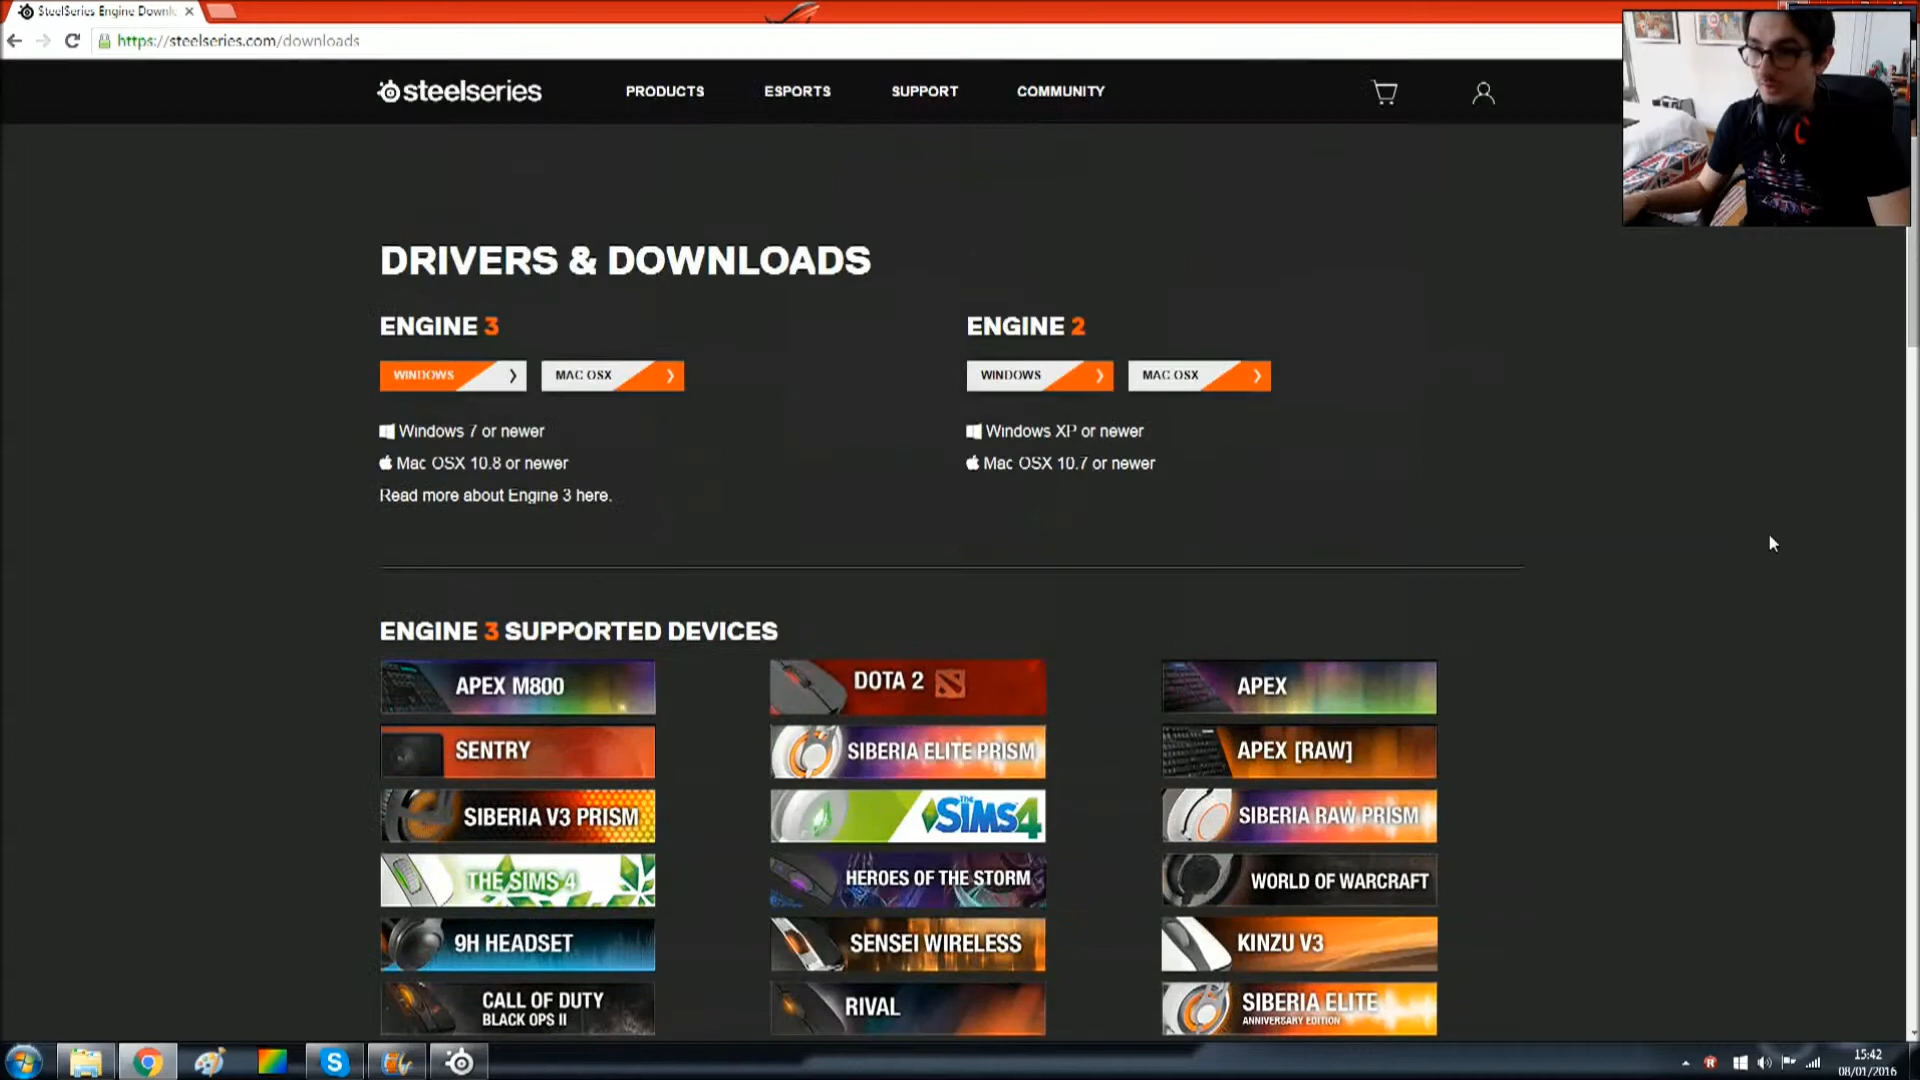 SteelSeries Engine Downl
https://steelseries.com/downloads
steelseries
PRODUCTS
ESPORTS
SUPPORT
COMMUNITY
DRIVERS & DOWNLOADS
ENGINE 3
WINDOWS
MAC OSX
Windows 7 or newer
Mac OSX 10.8 or newer
Read more about Engine 3 here.
ENGINE 2
WINDOWS
MAC OSX
Windows XP or newer
Mac OSX 10.7 or newer
ENGINE 3 SUPPORTED DEVICES
APEX M800
DOTA 2
APEX
SENTRY
SIBERIA ELITE PRISM
APEX [RAW]
SIBERIA V3 PRISM
The SIMS 4
SIBERIA RAW PRISM
THE SIMS 4
HEROES OF THE STORM
WORLD OF WARCRAFT
9H HEADSET
SENSEI WIRELESS
KINZU V3
CALL OF DUTY
BLACK OPS II
RIVAL
SIBERIA ELITE
ANNIVERSARY EDITION
15:42
08/01/2016